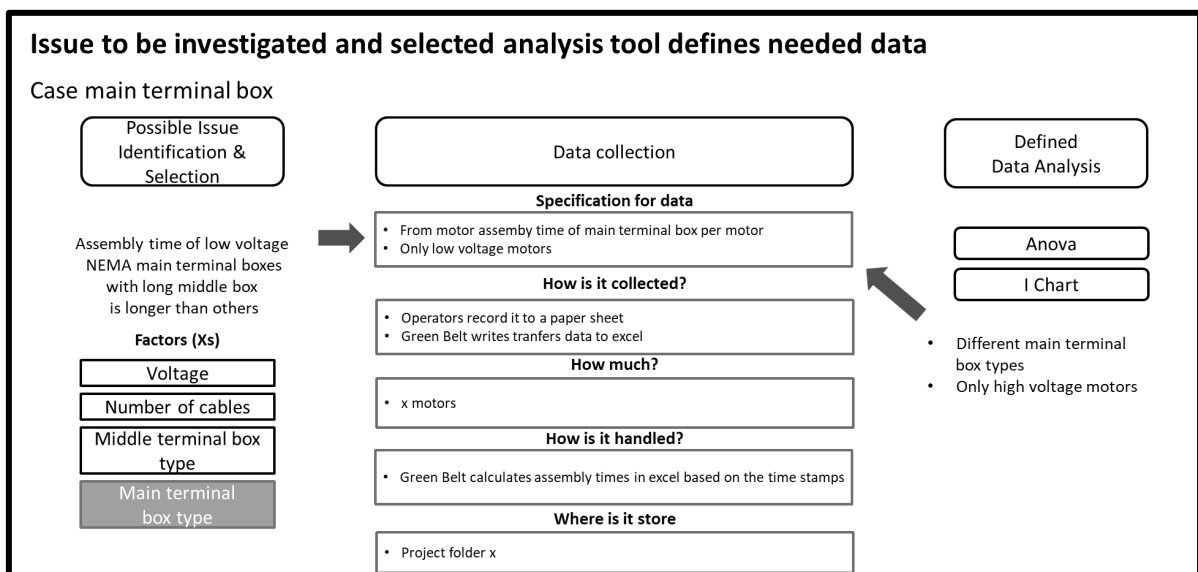 Issue to be investigated and selected analysis tool defines needed data
Case main terminal box
Possible Issue
Identification &
Selection
Data collection
Defined
Data Analysis
Assembly time of low voltage
NEMA main terminal boxes
with long middle box
is longer than others
Factors (Xs)
Voltage
Number of cables
Middle terminal box
type
Main terminal
box type
Specification for data
• From motor assemby time of main terminal box per motor
• Only low voltage motors
How is it collected?
• Operators record it to a paper sheet
• Green Belt writes tranfers data to excel
How much?
• x motors
How is it handled?
• Green Belt calculates assembly times in excel based on the time stamps
Where is it store
• Project folder x
Anova
I Chart
• Different main terminal
box types
• Only high voltage motors